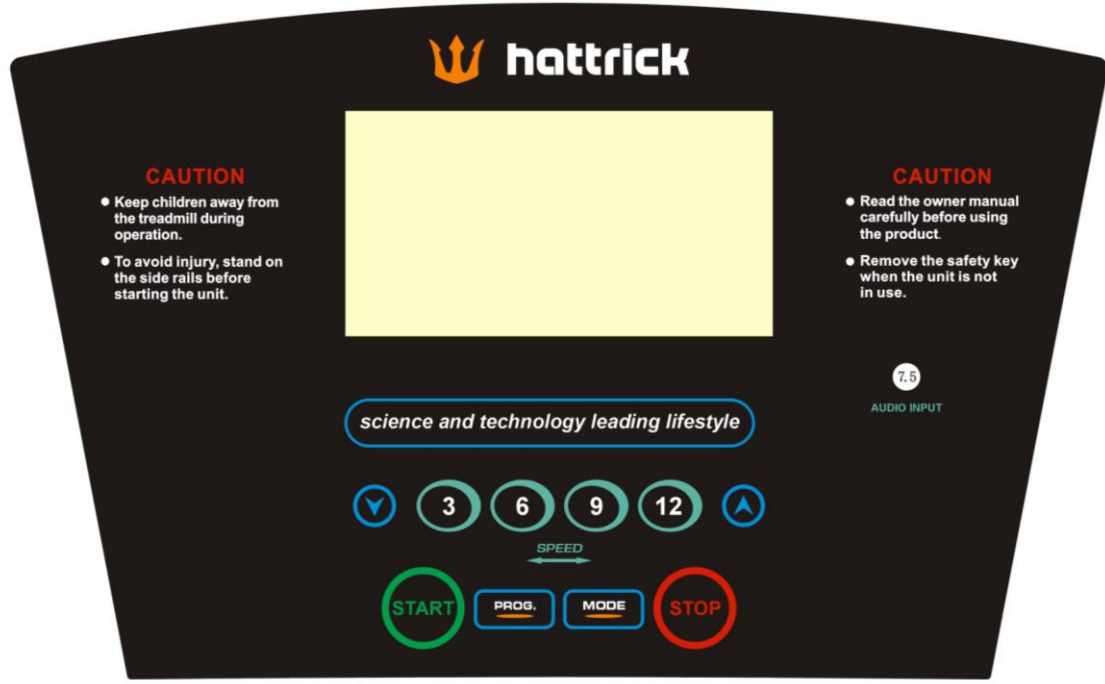 hattrick
CAUTION
● Keep children away from
the treadmill during
operation.
● To avoid injury, stand on
the side rails before
starting the unit.
CAUTION
● Read the owner manual
carefully before using
the product.
● Remove the safety key
when the unit is not
in use.
7.5
AUDIO INPUT
science and technology leading lifestyle
3 6 9 12
SPEED
START PROG. MODE STOP